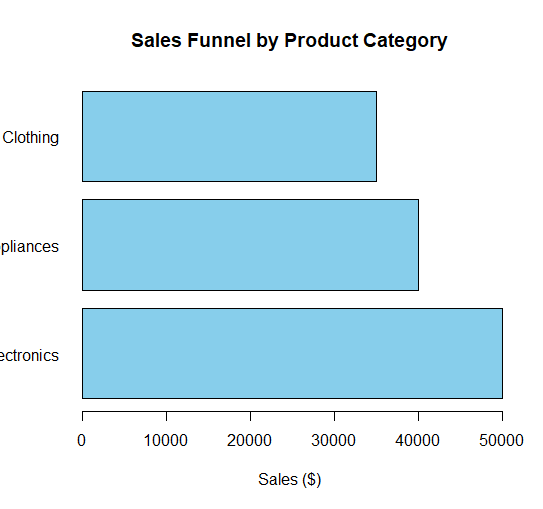 Sales Funnel by Product Category
Clothing
pliances
ectronics
0 10000 20000 30000 40000 50000
Sales ($)